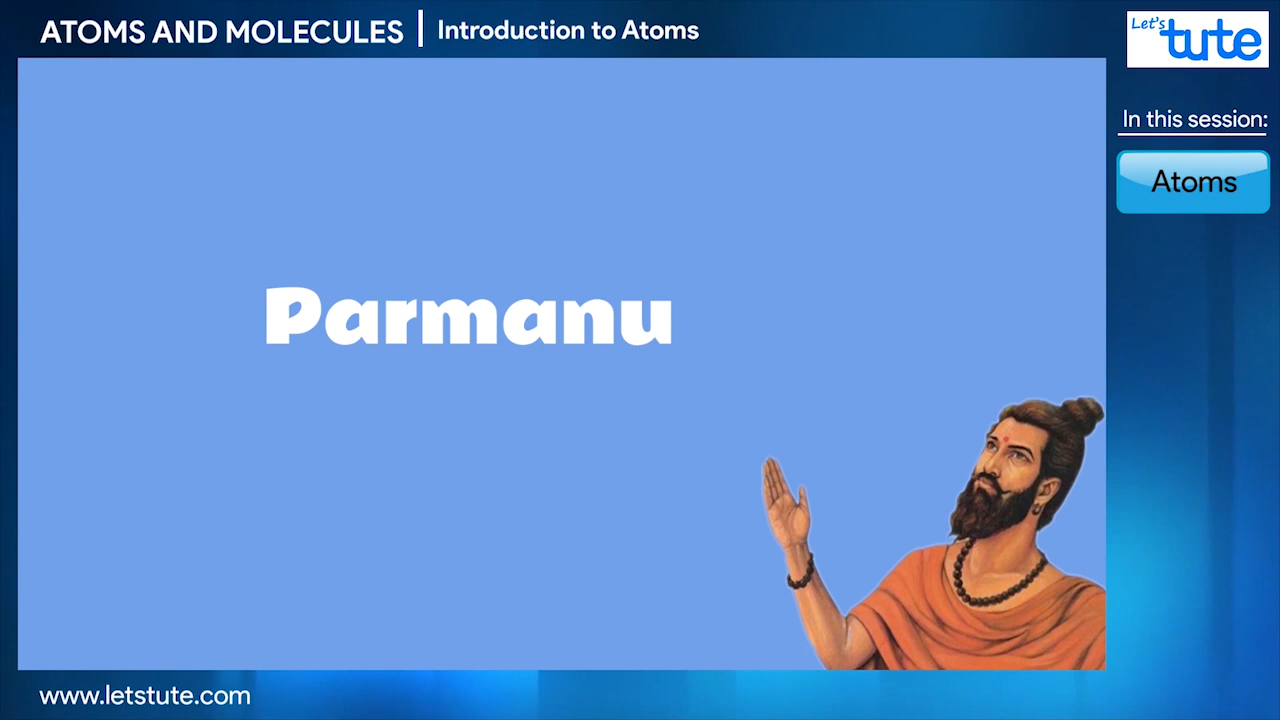 ATOMS AND MOLECULES | Introduction to Atoms
Let's tute
In this session:
Atoms
Parmanu
www.letstute.com